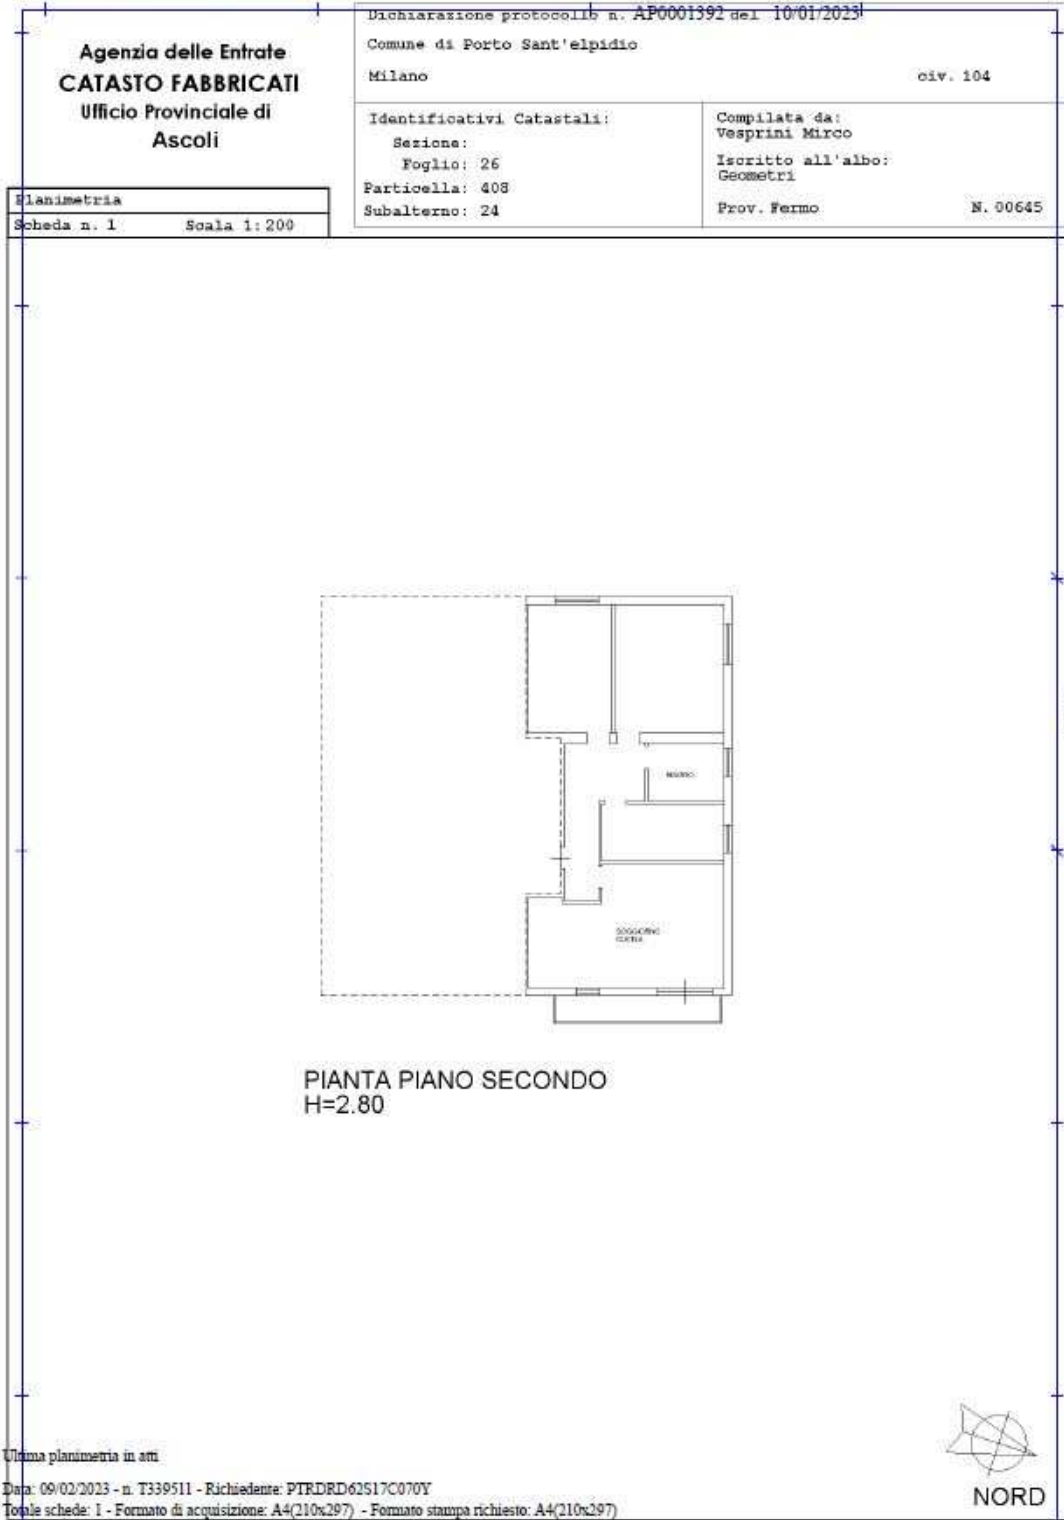 Agenzia delle Entrate
CATASTO FABBRICATI
Ufficio Provinciale di
Ascoli
Dichiarazione protocollo n. AP0001392 del 10/01/2023
Comune di Porto Sant'elpidio
Milano civ. 104
Identificativi Catastali:
Sezione:
Foglio: 26
Particella: 408
Subalterno: 24
Compilata da:
Vesprini Mirco
Iscritto all'albo:
Geometri
Prov. Fermo N. 00645
Planimetria
Scheda n. 1 Scala 1:200
SOGGIORNO
CUCINA
PIANTA PIANO SECONDO
H=2.80
NORD
Ultima planimetria in atti
Data: 09/02/2023 - n. T339511 - Richiedente: PTRDRD62S17C070Y
Totale schede: 1 - Formato di acquisizione: A4(210x297) - Formato stampa richiesto: A4(210x297)